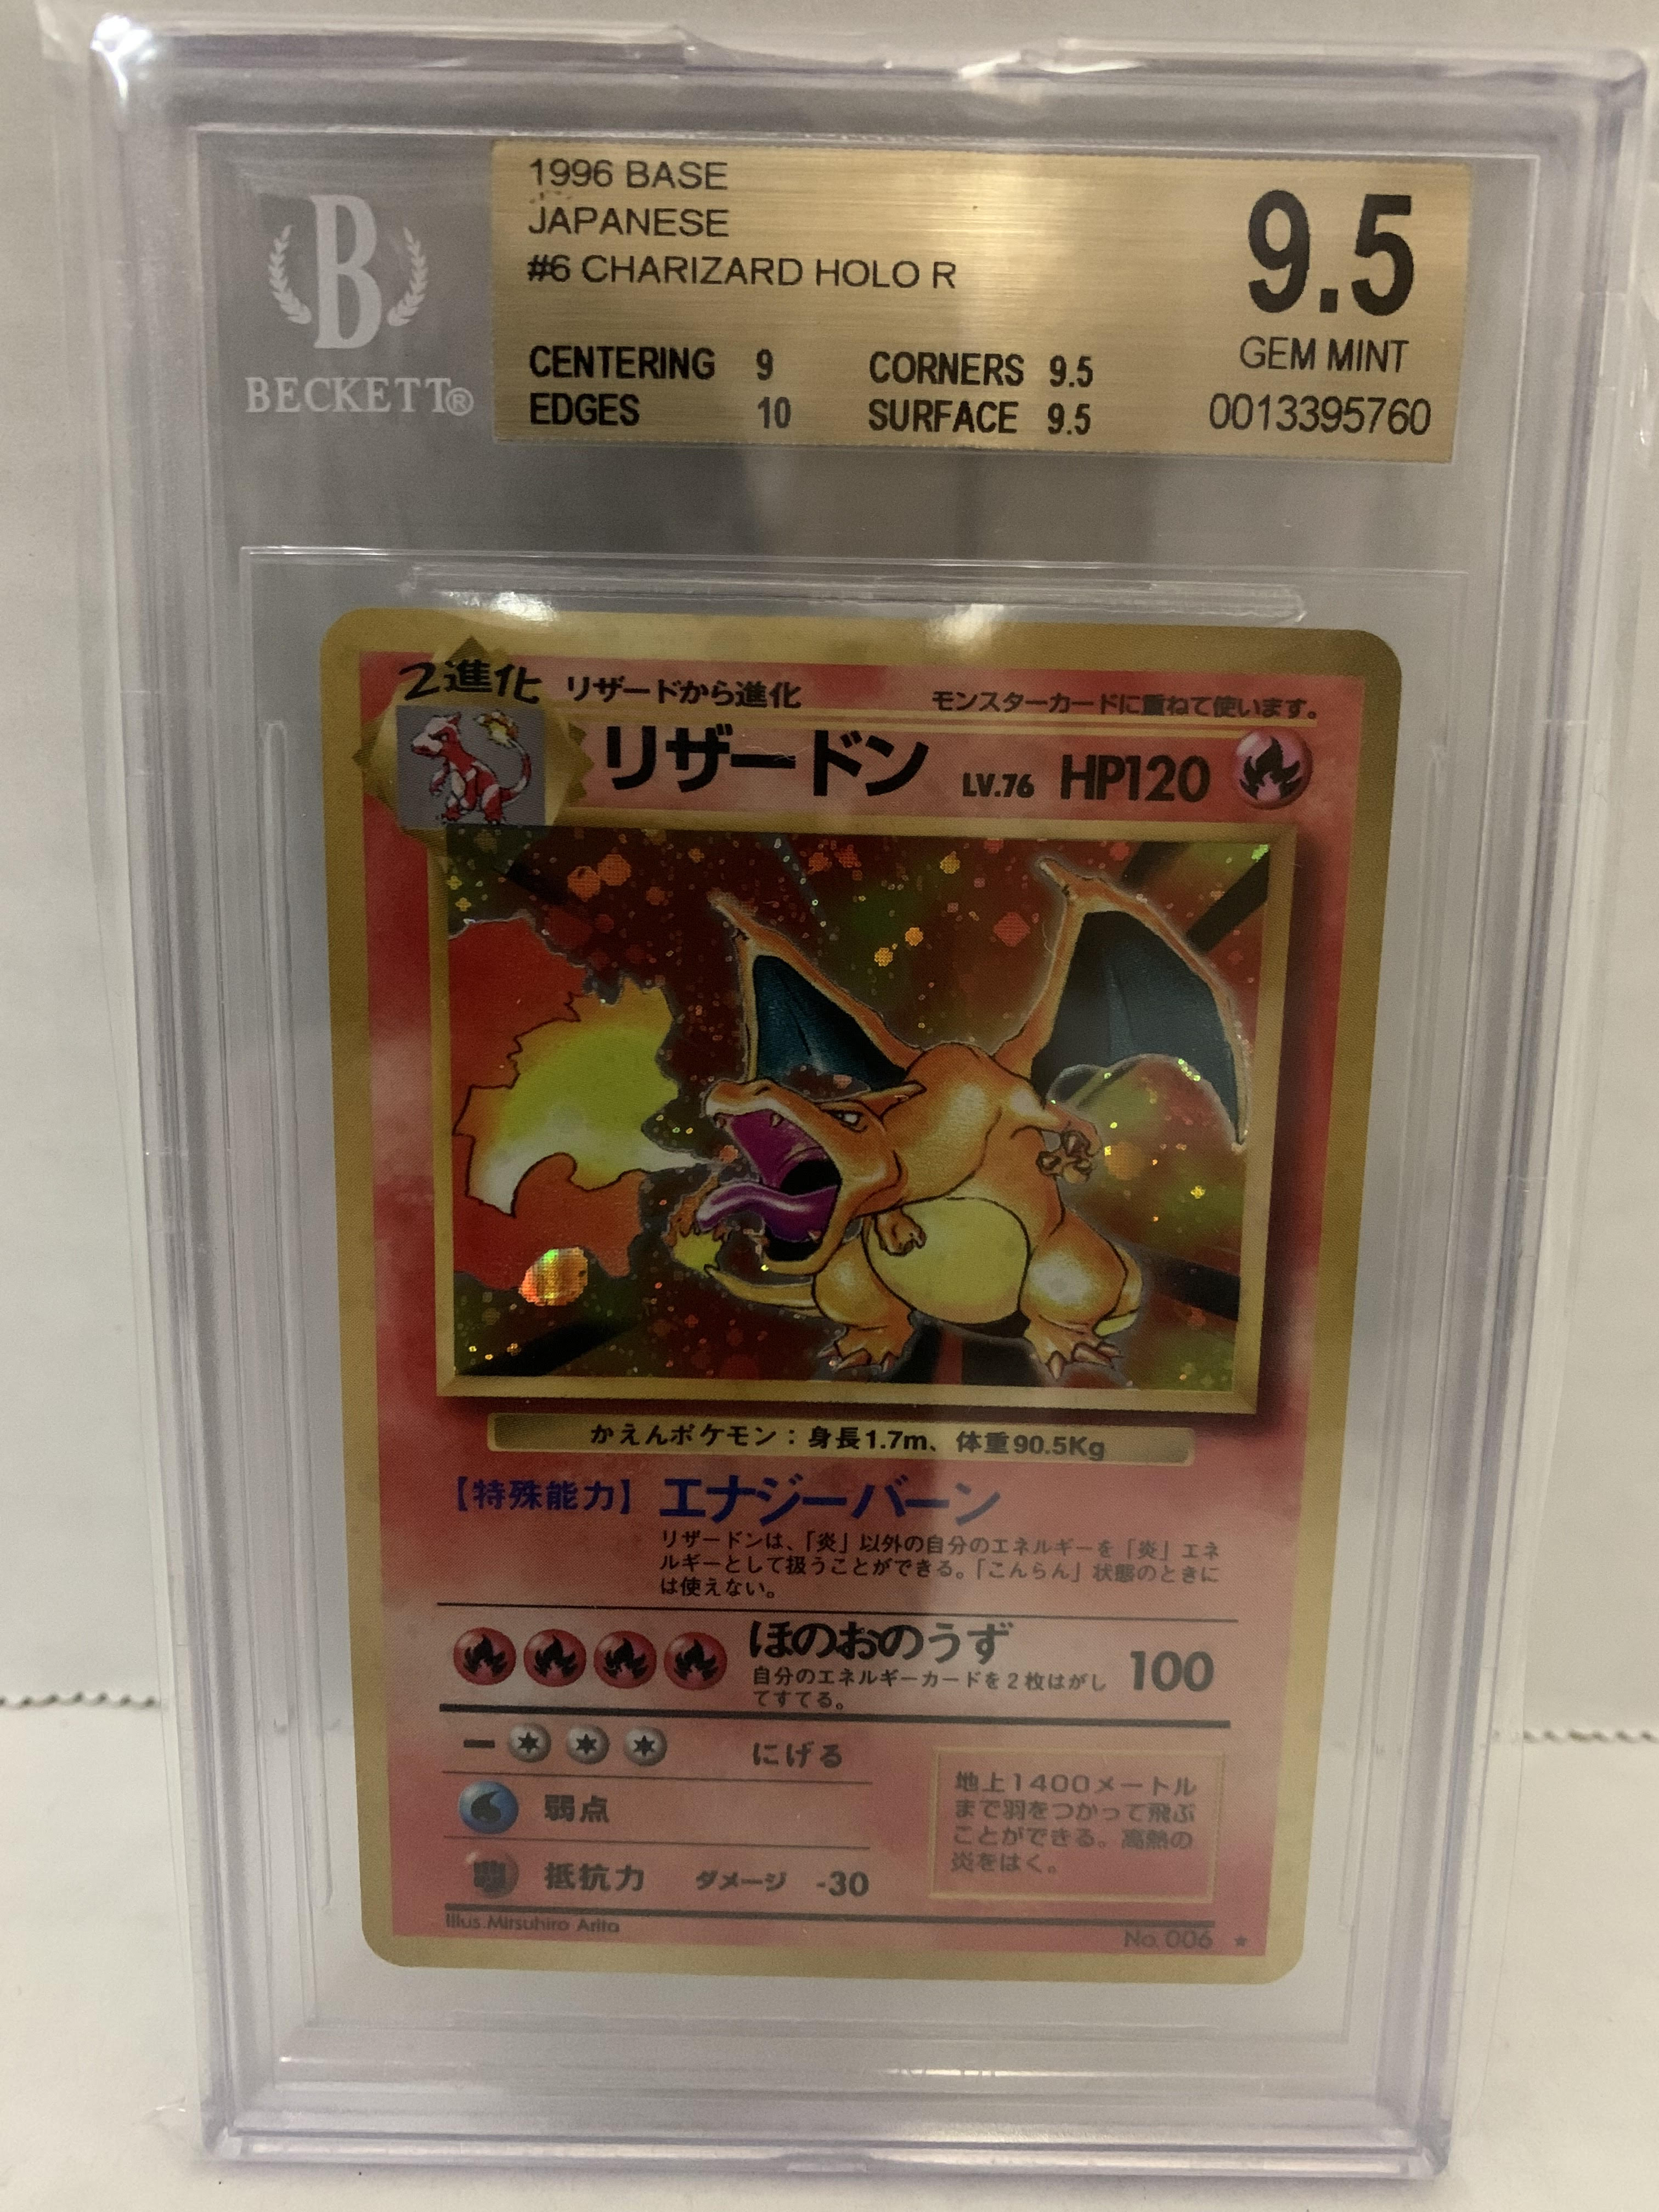 B
BECKETT®
1996 BASE
JAPANESE
#6 CHARIZARD HOLO R
9.5
GEM MINT
CENTERING 9 CORNERS 9.5
EDGES 10 SURFACE 9.5
0013395760
2進化 リザードから進化 モンスターカードに重ねて使います。
リザードン LV.76 HP120
かえんポケモン：身長1.7m、体重90.5Kg
【特殊能力】 エナジーバーン
リザードンは、「炎」以外の自分のエネルギーを「炎」エネ
ルギーとして扱うことができる。「こんらん」状態のときに
は使えない。
ほのおのうず 100
自分のエネルギーカードを２枚はがし
てすてる。
にげる
弱点
抵抗力 ダメージ -30
地上1400メートル
まで羽をつかって飛ぶ
ことができる。高熱の
炎をはく。
Illus.Mitsuhiro Arita
No.006 ★